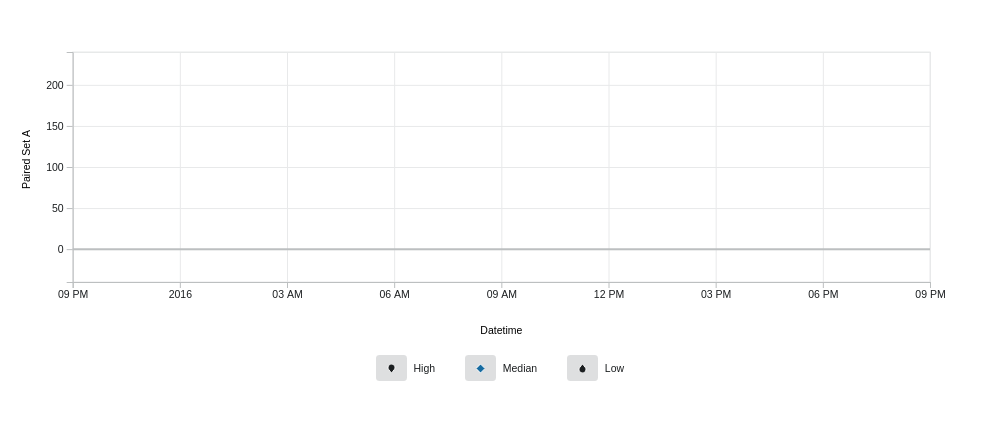 Paired Set A
200
150
100
50
0
09 PM 2016 03 AM 06 AM 09 AM 12 PM 03 PM 06 PM 09 PM
Datetime
High Median Low